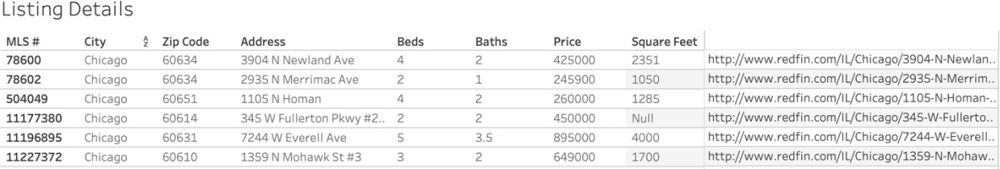 Listing Details
MLS # City A Z Zip Code Address Beds Baths Price Square Feet
78600 Chicago 60634 3904 N Newland Ave 4 2 425000 2351 http://www.redfin.com/IL/Chicago/3904-N-Newlan..
78602 Chicago 60634 2935 N Merrimac Ave 2 1 245900 1050 http://www.redfin.com/IL/Chicago/2935-N-Merrim..
504049 Chicago 60651 1105 N Homan 4 2 260000 1285 http://www.redfin.com/IL/Chicago/1105-N-Homan-..
11177380 Chicago 60614 345 W Fullerton Pkwy #2.. 2 2 450000 Null http://www.redfin.com/IL/Chicago/345-W-Fullerto..
11196895 Chicago 60631 7244 W Everell Ave 5 3.5 895000 4000 http://www.redfin.com/IL/Chicago/7244-W-Everell..
11227372 Chicago 60610 1359 N Mohawk St #3 3 2 649000 1700 http://www.redfin.com/IL/Chicago/1359-N-Mohaw..